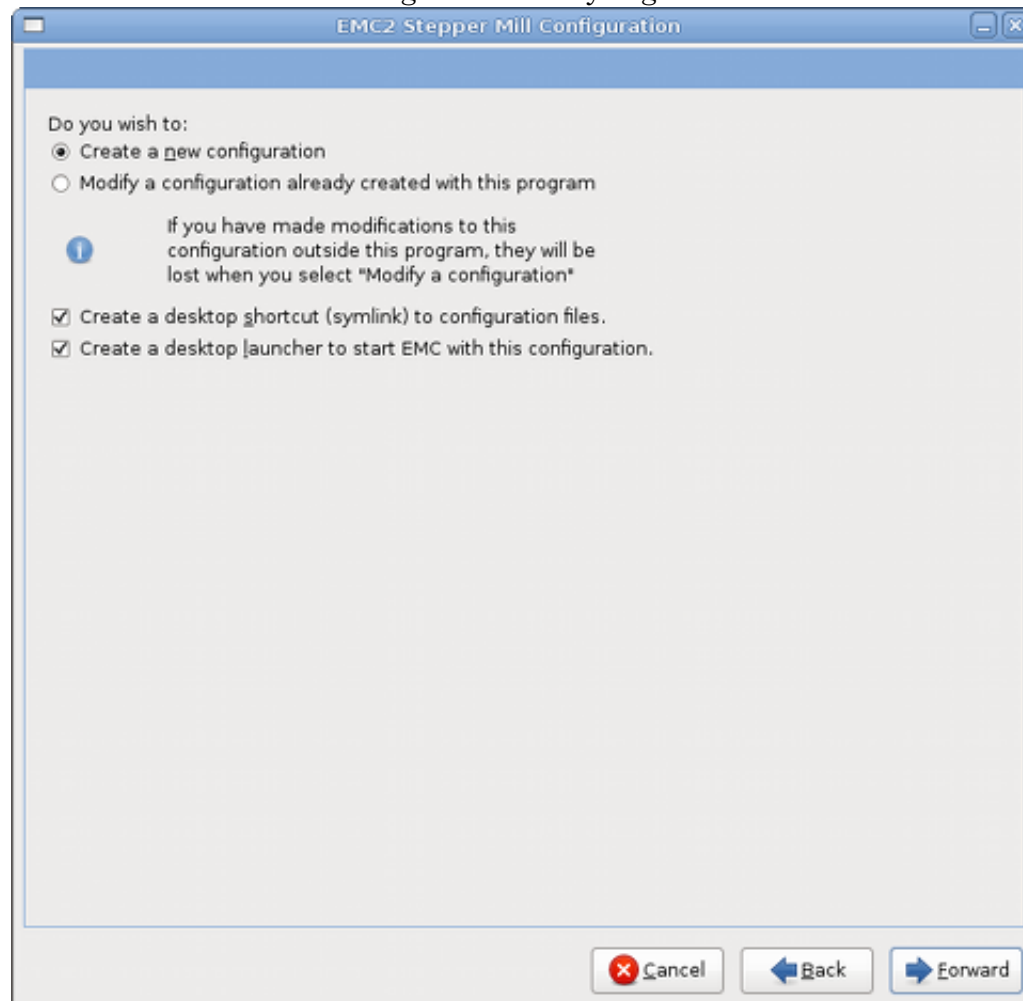 EMC2 Stepper Mill Configuration
Do you wish to:
Create a new configuration
Modify a configuration already created with this program
If you have made modifications to this
configuration outside this program, they will be
lost when you select "Modify a configuration"
Create a desktop shortcut (symlink) to configuration files.
Create a desktop launcher to start EMC with this configuration.
Cancel Back Forward